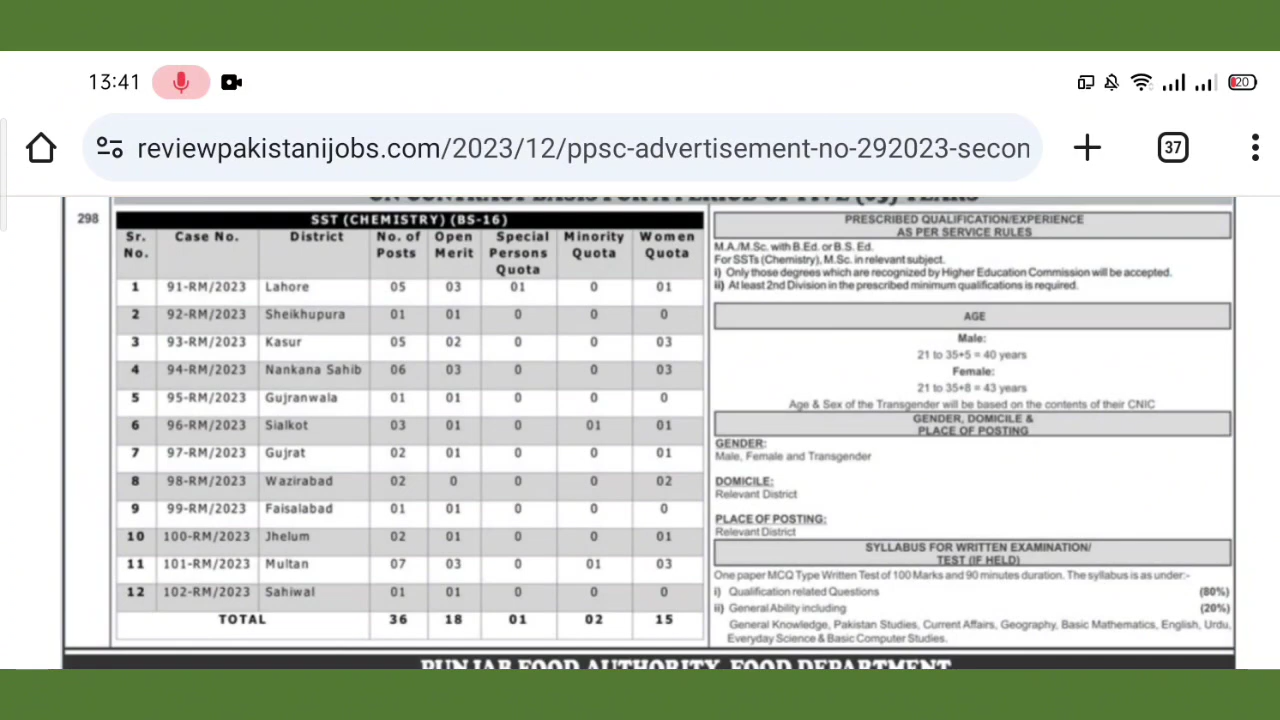 13:41
20
reviewpakistanijobs.com/2023/12/ppsc-advertisement-no-292023-secon
37
ON CONTRACT BASIS FOR A PERIOD OF FIVE (05) YEARS
298
SST (CHEMISTRY) (BS-16)
Sr. No. Case No. District No. of Posts Open Merit Special Persons Quota Minority Quota Women Quota
1 91-RM/2023 Lahore 05 03 01 0 01
2 92-RM/2023 Sheikhupura 01 01 0 0 0
3 93-RM/2023 Kasur 05 02 0 0 03
4 94-RM/2023 Nankana Sahib 06 03 0 0 03
5 95-RM/2023 Gujranwala 01 01 0 0 0
6 96-RM/2023 Sialkot 03 01 0 01 01
7 97-RM/2023 Gujrat 02 01 0 0 01
8 98-RM/2023 Wazirabad 02 0 0 0 02
9 99-RM/2023 Faisalabad 01 01 0 0 0
10 100-RM/2023 Jhelum 02 01 0 0 01
11 101-RM/2023 Multan 07 03 0 01 03
12 102-RM/2023 Sahiwal 01 01 0 0 0
TOTAL 36 18 01 02 15
PRESCRIBED QUALIFICATION/EXPERIENCE
AS PER SERVICE RULES
M.A./M.Sc. with B.Ed. or B.S. Ed.
For SSTs (Chemistry), M.Sc. in relevant subject.
i) Only those degrees which are recognized by Higher Education Commission will be accepted.
ii) At least 2nd Division in the prescribed minimum qualifications is required.
AGE
Male:
21 to 35+5 = 40 years
Female:
21 to 35+8 = 43 years
Age & Sex of the Transgender will be based on the contents of their CNIC
GENDER, DOMICILE &
PLACE OF POSTING
GENDER:
Male, Female and Transgender
DOMICILE:
Relevant District
PLACE OF POSTING:
Relevant District
SYLLABUS FOR WRITTEN EXAMINATION/
TEST (IF HELD)
One paper MCQ Type Written Test of 100 Marks and 90 minutes duration. The syllabus is as under:-
i) Qualification related Questions (80%)
ii) General Ability including (20%)
General Knowledge, Pakistan Studies, Current Affairs, Geography, Basic Mathematics, English, Urdu,
Everyday Science & Basic Computer Studies.
PUNJAB FOOD AUTHORITY, FOOD DEPARTMENT